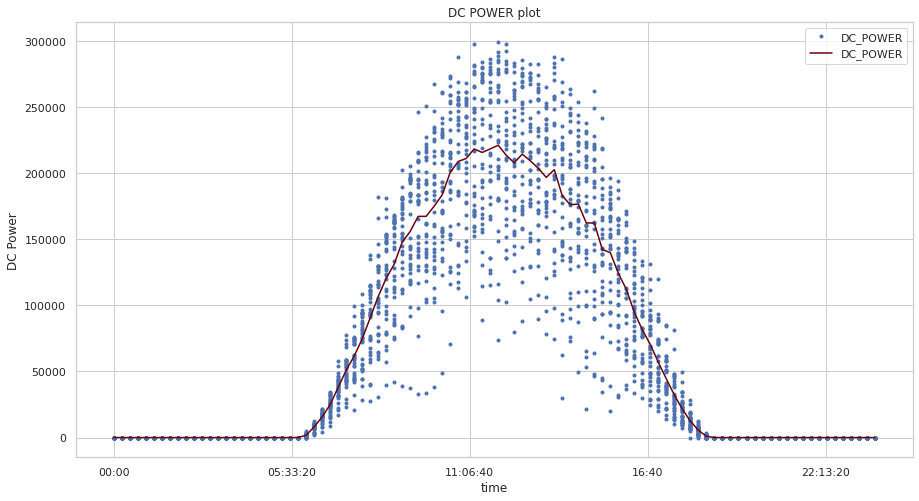 DC POWER plot
DC_POWER
DC_POWER
DC Power
300000
250000
200000
150000
100000
50000
0
00:00
05:33:20
11:06:40
16:40
22:13:20
time